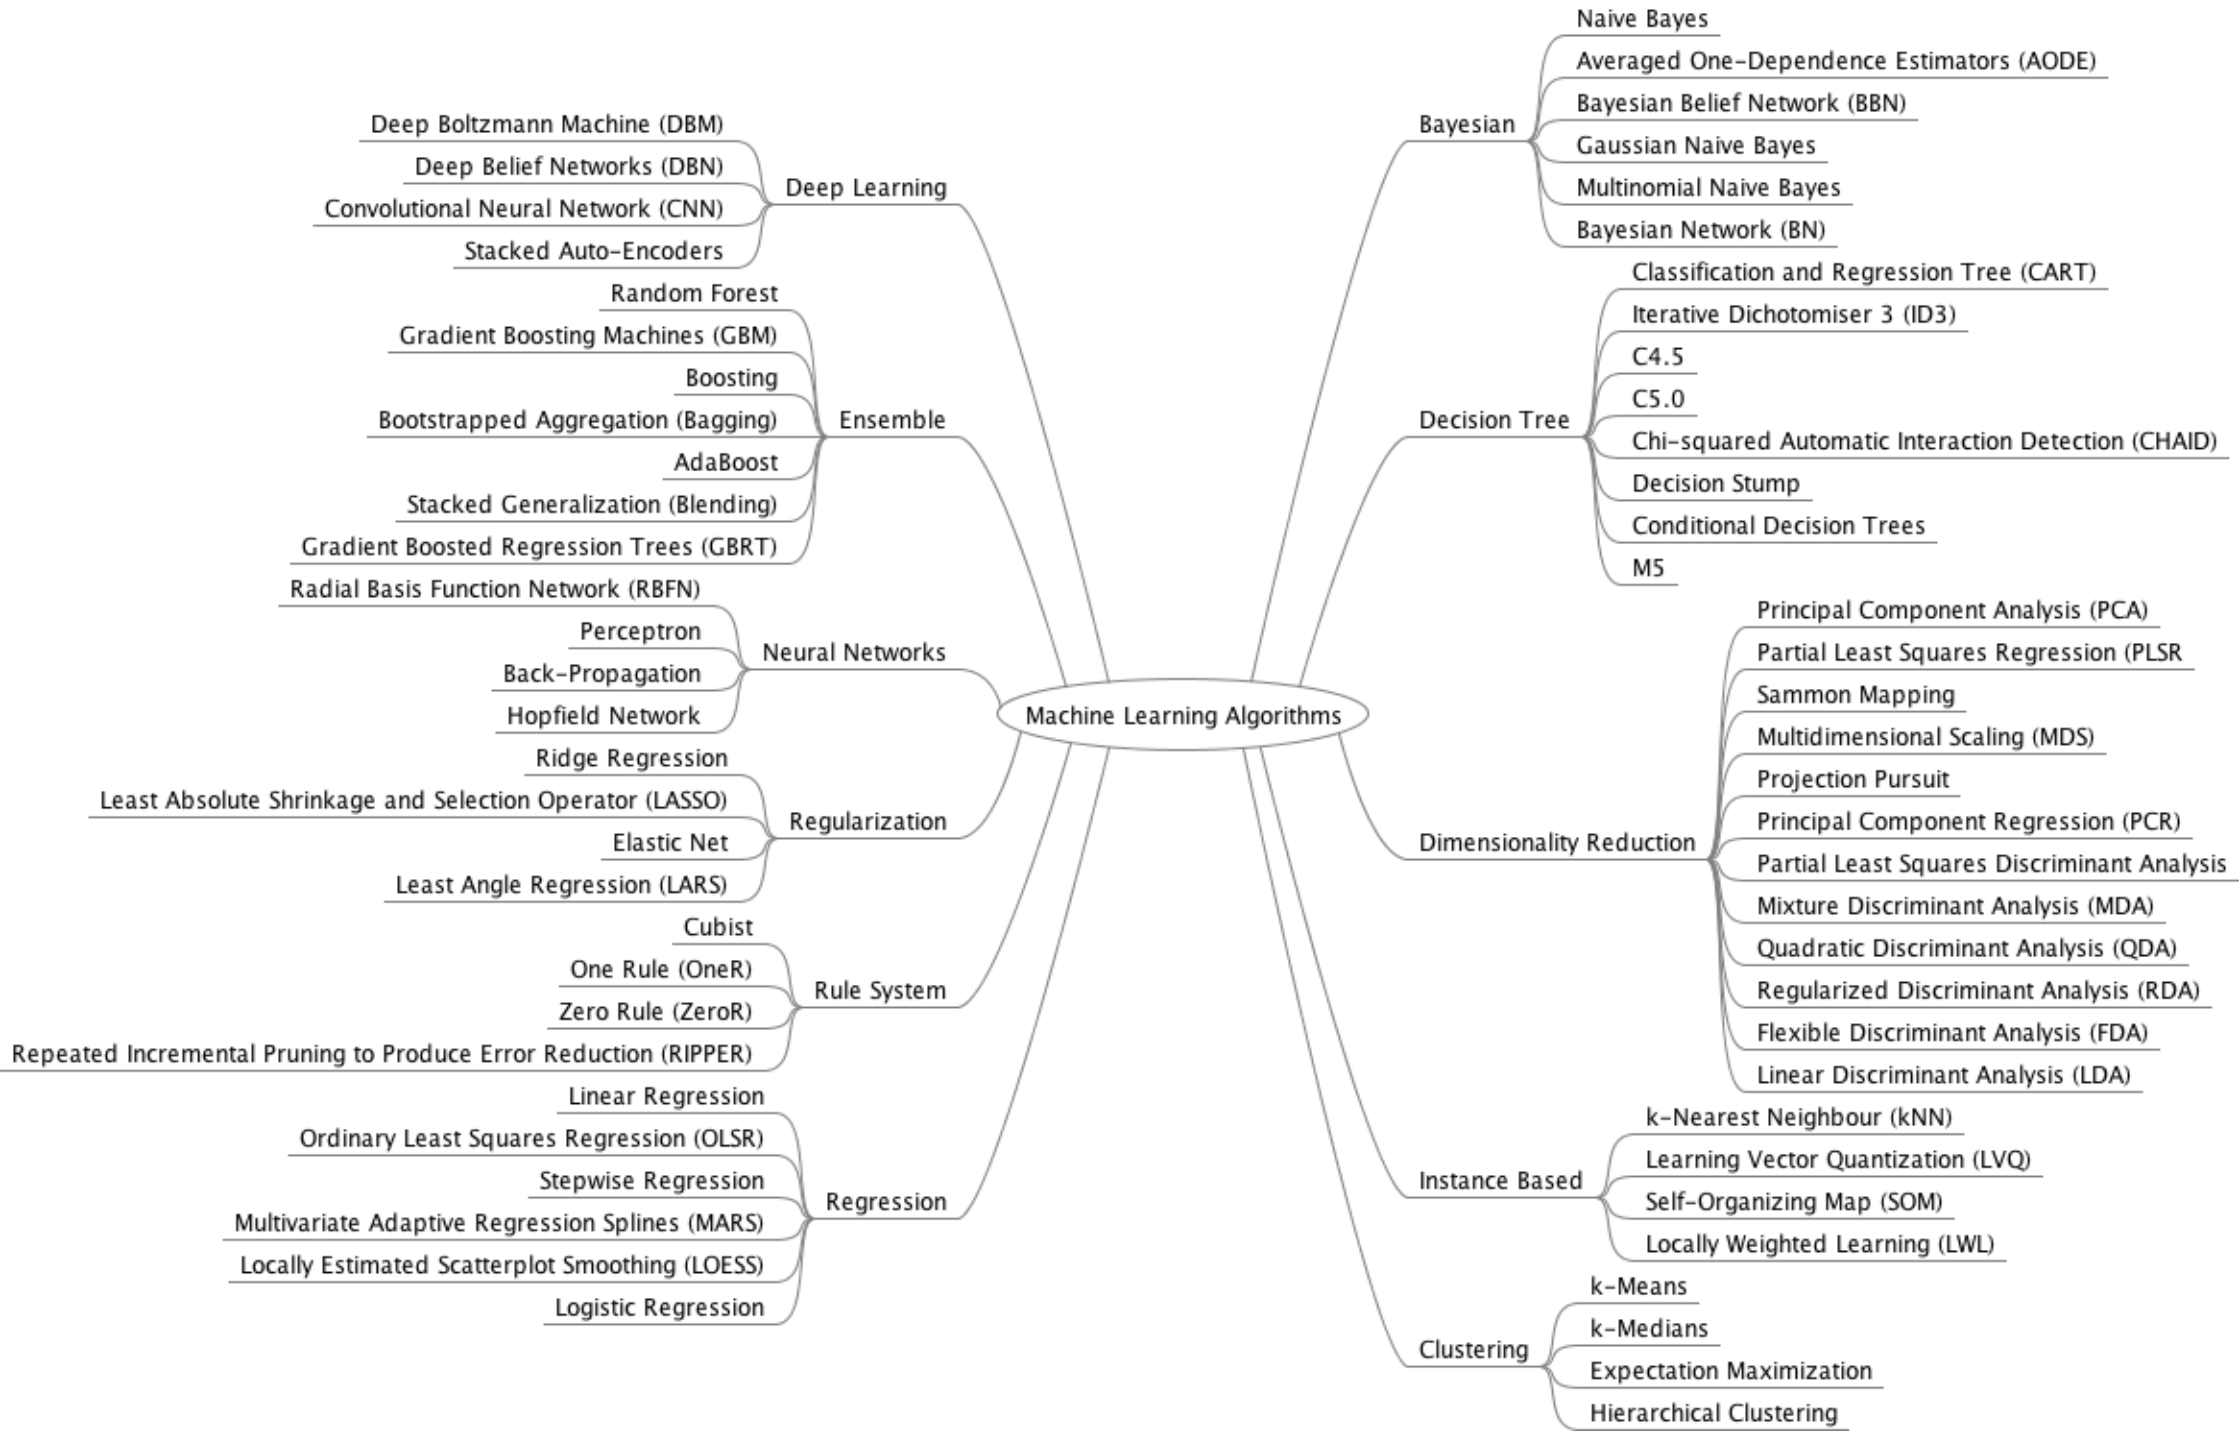 Machine Learning Algorithms
Deep Learning
Deep Boltzmann Machine (DBM)
Deep Belief Networks (DBN)
Convolutional Neural Network (CNN)
Stacked Auto-Encoders
Ensemble
Random Forest
Gradient Boosting Machines (GBM)
Boosting
Bootstrapped Aggregation (Bagging)
AdaBoost
Stacked Generalization (Blending)
Gradient Boosted Regression Trees (GBRT)
Neural Networks
Radial Basis Function Network (RBFN)
Perceptron
Back-Propagation
Hopfield Network
Regularization
Ridge Regression
Least Absolute Shrinkage and Selection Operator (LASSO)
Elastic Net
Least Angle Regression (LARS)
Rule System
Cubist
One Rule (OneR)
Zero Rule (ZeroR)
Repeated Incremental Pruning to Produce Error Reduction (RIPPER)
Regression
Linear Regression
Ordinary Least Squares Regression (OLSR)
Stepwise Regression
Multivariate Adaptive Regression Splines (MARS)
Locally Estimated Scatterplot Smoothing (LOESS)
Logistic Regression
Bayesian
Naive Bayes
Averaged One-Dependence Estimators (AODE)
Bayesian Belief Network (BBN)
Gaussian Naive Bayes
Multinomial Naive Bayes
Bayesian Network (BN)
Decision Tree
Classification and Regression Tree (CART)
Iterative Dichotomiser 3 (ID3)
C4.5
C5.0
Chi-squared Automatic Interaction Detection (CHAID)
Decision Stump
Conditional Decision Trees
M5
Dimensionality Reduction
Principal Component Analysis (PCA)
Partial Least Squares Regression (PLSR
Sammon Mapping
Multidimensional Scaling (MDS)
Projection Pursuit
Principal Component Regression (PCR)
Partial Least Squares Discriminant Analysis
Mixture Discriminant Analysis (MDA)
Quadratic Discriminant Analysis (QDA)
Regularized Discriminant Analysis (RDA)
Flexible Discriminant Analysis (FDA)
Linear Discriminant Analysis (LDA)
Instance Based
k-Nearest Neighbour (kNN)
Learning Vector Quantization (LVQ)
Self-Organizing Map (SOM)
Locally Weighted Learning (LWL)
Clustering
k-Means
k-Medians
Expectation Maximization
Hierarchical Clustering